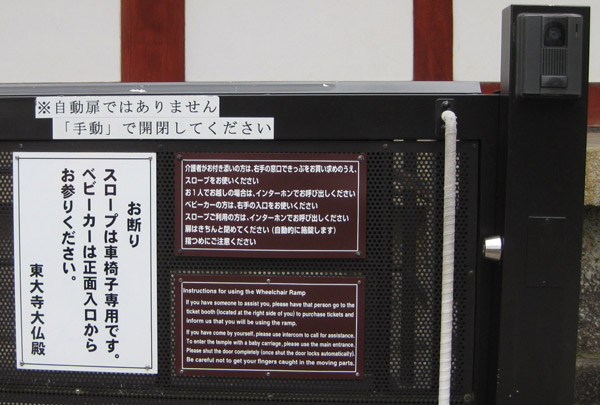 ※自動扉ではありません
「手動」で開閉してください
お断り
スロープは車椅子専用です。
ベビーカーは正面入口から
お参りください。
東大寺大仏殿
介護者がお付き添いの方は、右手の窓口できっぷをお買い求めのうえ、
スロープをお使いください
お1人でお越しの場合は、インターホンでお呼び出しください
ベビーカーの方は、右手の入口をお使いください
スロープご利用の方は、インターホンでお呼び出しください
扉はきちんと閉めてください（自動的に施錠します）
指つめにご注意ください
Instructions for using the Wheelchair Ramp
If you have someone to assist you, please have that person go to the
ticket booth (located at the right side of you) to purchase tickets and
inform us that you will be using the ramp.
If you have come by yourself, please use intercom to call for assistance.
To enter the temple with a baby carriage, please use the main entrance.
Please shut the door completely (once shut the door locks automatically).
Be careful not to get your fingers caught in the moving parts.